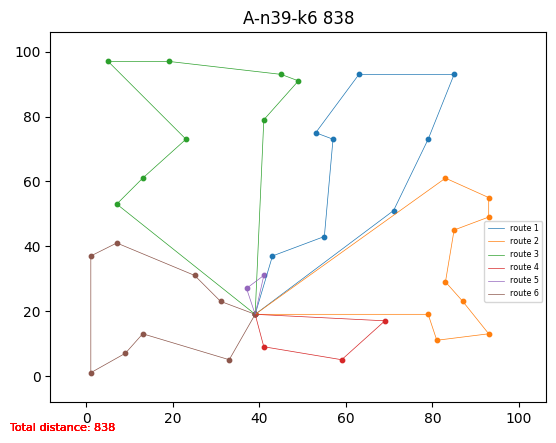 A-n39-k6 838
100
80
60
40
20
0
route 1
route 2
route 3
route 4
route 5
route 6
0 20 40 60 80 100
Total distance: 838